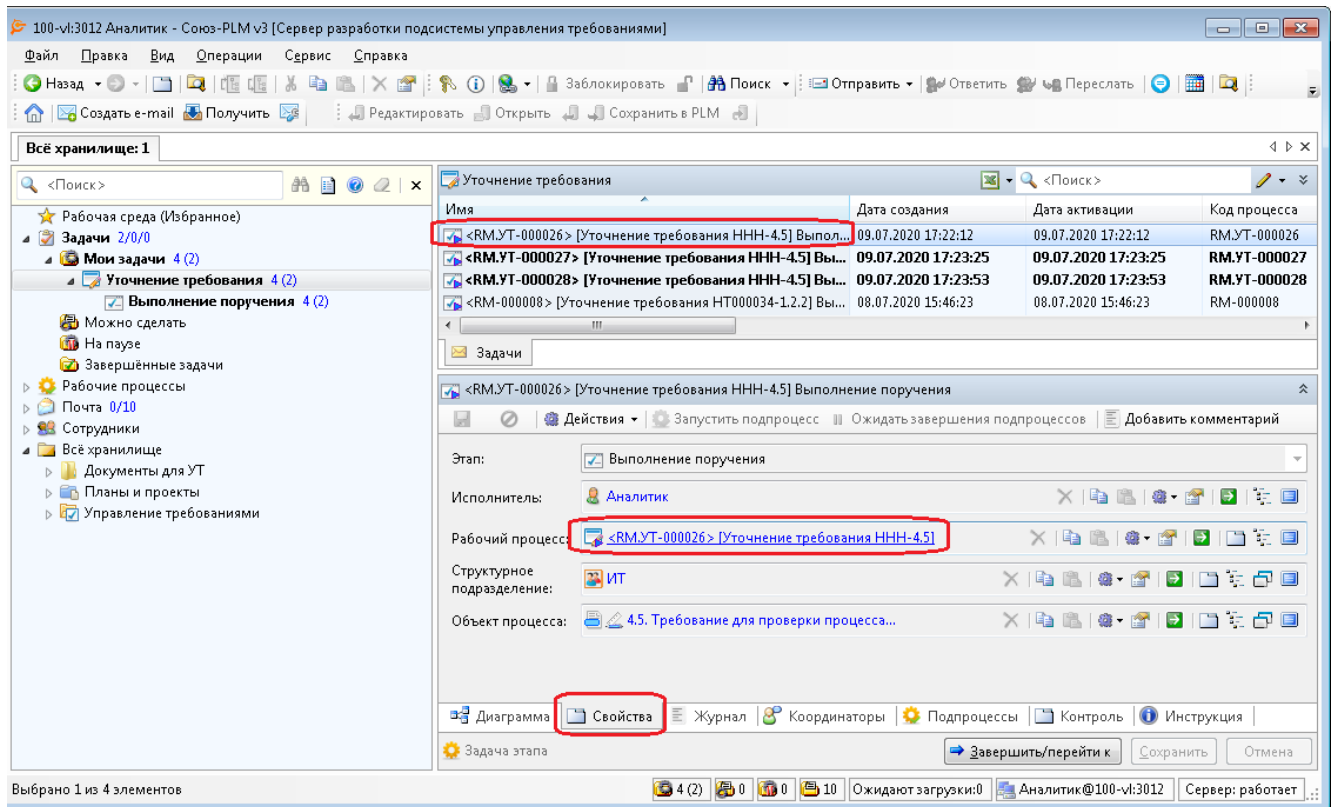 100-vl:3012 Аналитик - Союз-PLM v3 [Сервер разработки подсистемы управления требованиями]
Файл Правка Вид Операции Сервис Справка
Назад Заблокировать Поиск Отправить Ответить Переслать
Создать e-mail Получить Редактировать Открыть Сохранить в PLM
Всё хранилище: 1
<Поиск>
Рабочая среда (Избранное)
Задачи 2/0/0
Мои задачи 4 (2)
Уточнение требования 4 (2)
Выполнение поручения 4 (2)
Можно сделать
На паузе
Завершённые задачи
Рабочие процессы
Почта 0/10
Сотрудники
Всё хранилище
Документы для УТ
Планы и проекты
Управление требованиями
Уточнение требования <Поиск>
Имя Дата создания Дата активации Код процесса
<RM.УТ-000026> [Уточнение требования ННН-4.5] Выпол... 09.07.2020 17:22:12 09.07.2020 17:22:12 RM.УТ-000026
<RM.УТ-000027> [Уточнение требования ННН-4.5] Вы... 09.07.2020 17:23:25 09.07.2020 17:23:25 RM.УТ-000027
<RM.УТ-000028> [Уточнение требования ННН-4.5] Вы... 09.07.2020 17:23:53 09.07.2020 17:23:53 RM.УТ-000028
<RM-000008> [Уточнение требования НТ000034-1.2.2] Вы... 08.07.2020 15:46:23 08.07.2020 15:46:23 RM-000008
Задачи
<RM.УТ-000026> [Уточнение требования ННН-4.5] Выполнение поручения
Действия Запустить подпроцесс Ожидать завершения подпроцессов Добавить комментарий
Этап: Выполнение поручения
Исполнитель: Аналитик
Рабочий процесс: <RM.УТ-000026> [Уточнение требования ННН-4.5]
Структурное
подразделение: ИТ
Объект процесса: 4.5. Требование для проверки процесса...
Диаграмма Свойства Журнал Координаторы Подпроцессы Контроль Инструкция
Задача этапа Завершить/перейти к Сохранить Отмена
Выбрано 1 из 4 элементов 4 (2) 0 0 10 Ожидают загрузки:0 Аналитик@100-vl:3012 Сервер: работает